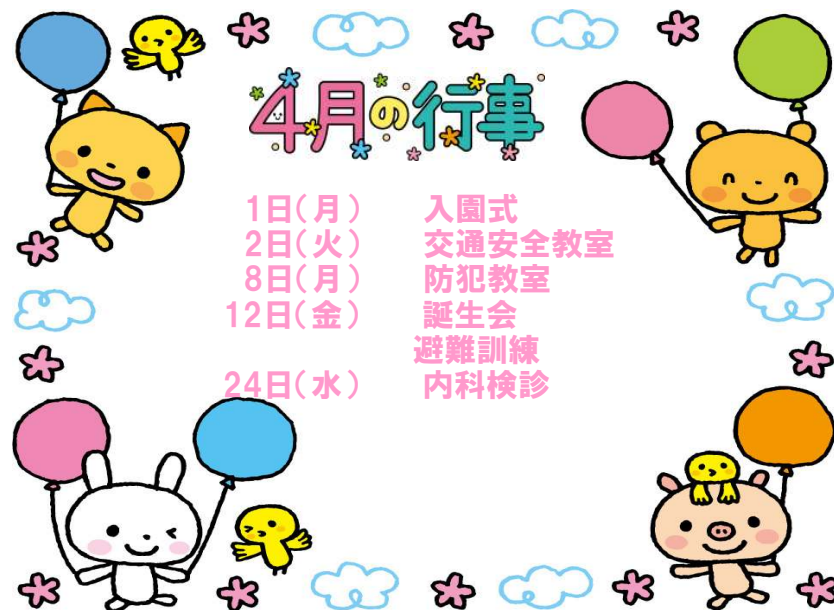 4月の行事
1日(月) 入園式
2日(火) 交通安全教室
8日(月) 防犯教室
12日(金) 誕生会
避難訓練
24日(水) 内科検診